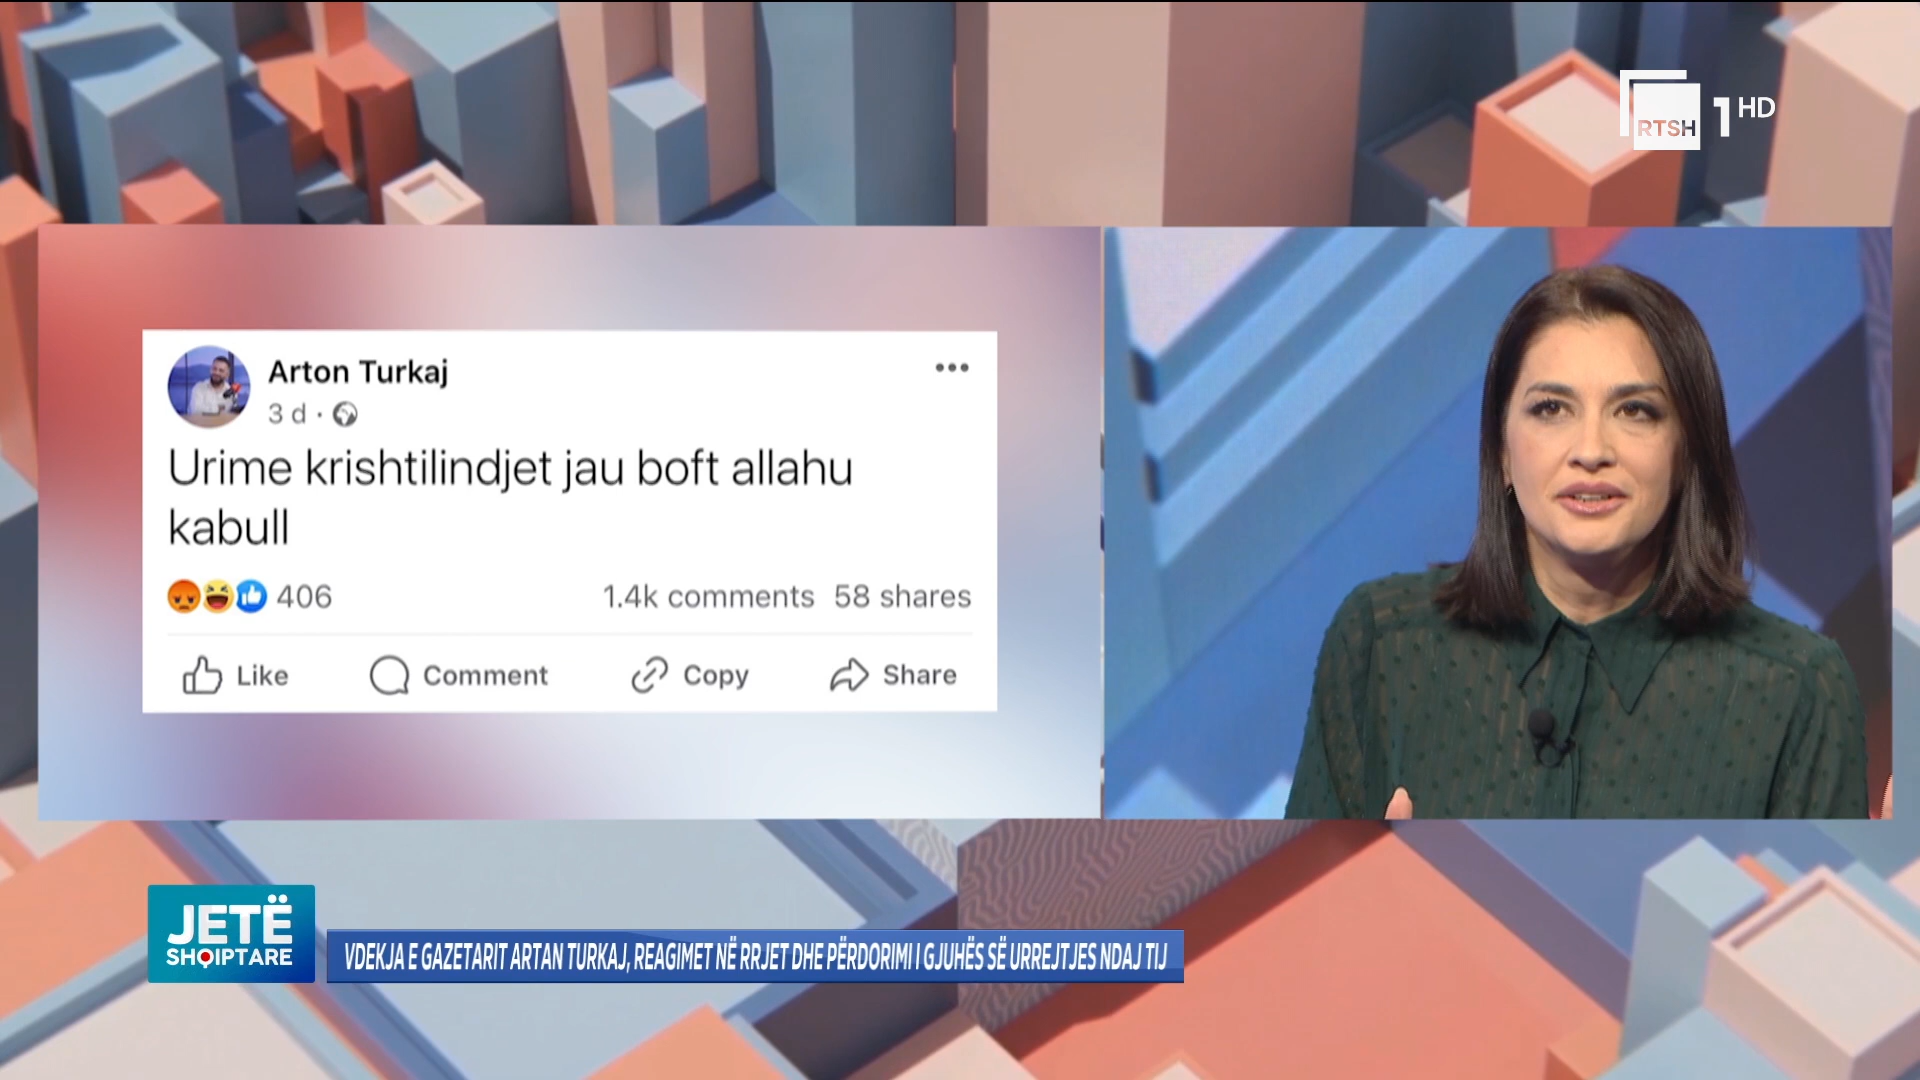 RTSH 1 HD
Arton Turkaj
3 d ·
Urime krishtilindjet jau boft allahu
kabull
406 1.4k comments 58 shares
Like Comment Copy Share
JETË
SHQIPTARE
VDEKJA E GAZETARIT ARTAN TURKAJ, REAGIMET NË RRJET DHE PËRDORIMI I GJUHËS SË URREJTJES NDAJ TIJ